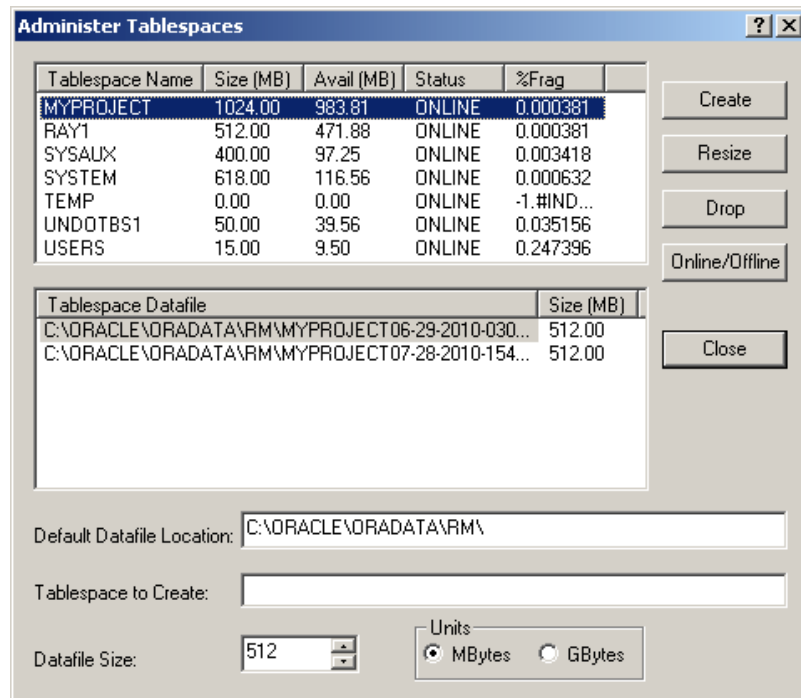 Administer Tablespaces
Tablespace Name Size (MB) Avail (MB) Status %Frag
MYPROJECT 1024.00 983.81 ONLINE 0.000381
RAY1 512.00 471.88 ONLINE 0.000381
SYSAUX 400.00 97.25 ONLINE 0.003418
SYSTEM 618.00 116.56 ONLINE 0.000632
TEMP 0.00 0.00 ONLINE -1.#IND...
UNDOTBS1 50.00 39.56 ONLINE 0.035156
USERS 15.00 9.50 ONLINE 0.247396
Create
Resize
Drop
Online/Offline
Close
Tablespace Datafile Size (MB)
C:\ORACLE\ORADATA\RM\MYPROJECT06-29-2010-030... 512.00
C:\ORACLE\ORADATA\RM\MYPROJECT07-28-2010-154... 512.00
Default Datafile Location: C:\ORACLE\ORADATA\RM\
Tablespace to Create:
Datafile Size: 512
Units
MBytes GBytes